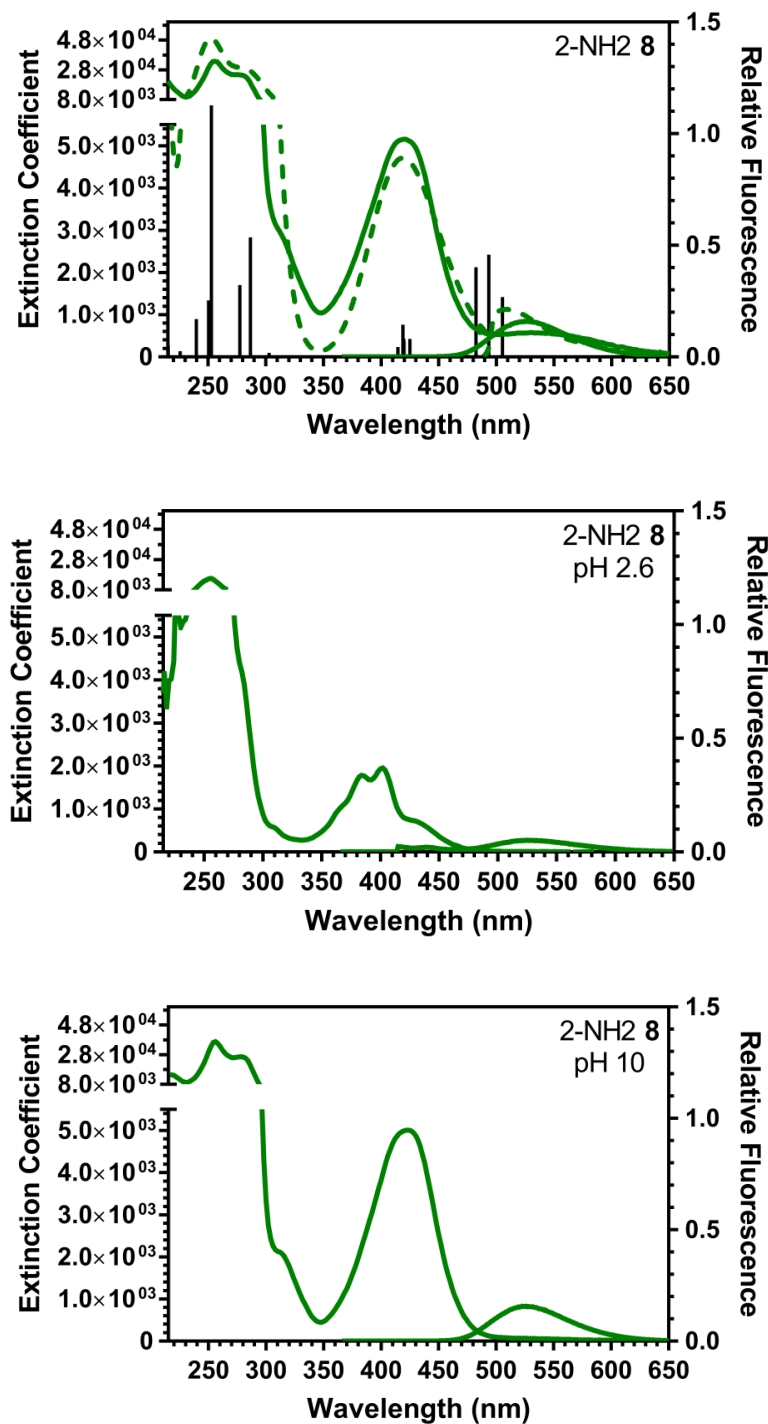 2-NH2 8
Extinction Coefficient
4.8× 10⁰⁴
2.8× 10⁰⁴
8.0× 10⁰³
5.0× 10⁰³
4.0× 10⁰³
3.0× 10⁰³
2.0× 10⁰³
1.0× 10⁰³
0
1.5
1.0
0.5
0.0
Relative Fluorescence
250 300 350 400 450 500 550 600 650
Wavelength (nm)
2-NH2 8
pH 2.6
Extinction Coefficient
4.8× 10⁰⁴
2.8× 10⁰⁴
8.0× 10⁰³
5.0× 10⁰³
4.0× 10⁰³
3.0× 10⁰³
2.0× 10⁰³
1.0× 10⁰³
0
1.5
1.0
0.5
0.0
Relative Fluorescence
250 300 350 400 450 500 550 600 650
Wavelength (nm)
2-NH2 8
pH 10
Extinction Coefficient
4.8× 10⁰⁴
2.8× 10⁰⁴
8.0× 10⁰³
5.0× 10⁰³
4.0× 10⁰³
3.0× 10⁰³
2.0× 10⁰³
1.0× 10⁰³
0
1.5
1.0
0.5
0.0
Relative Fluorescence
250 300 350 400 450 500 550 600 650
Wavelength (nm)